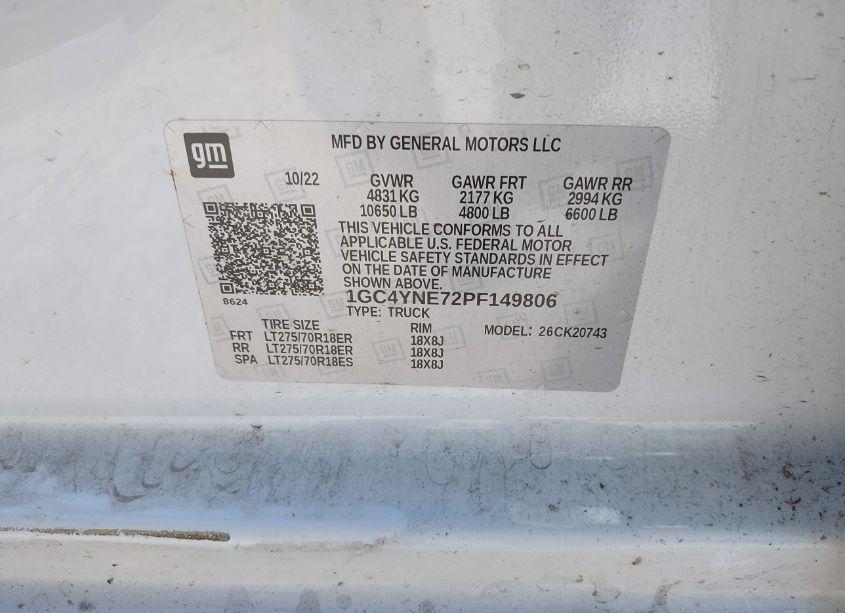 gm
MFD BY GENERAL MOTORS LLC
10/22 GVWR GAWR FRT GAWR RR
4831 KG 2177 KG 2994 KG
10650 LB 4800 LB 6600 LB
THIS VEHICLE CONFORMS TO ALL
APPLICABLE U.S. FEDERAL MOTOR
VEHICLE SAFETY STANDARDS IN EFFECT
ON THE DATE OF MANUFACTURE
SHOWN ABOVE.
8624
1GC4YNE72PF149806
TYPE: TRUCK
TIRE SIZE RIM MODEL: 26CK20743
FRT LT275/70R18ER 18X8J
RR LT275/70R18ER 18X8J
SPA LT275/70R18ES 18X8J